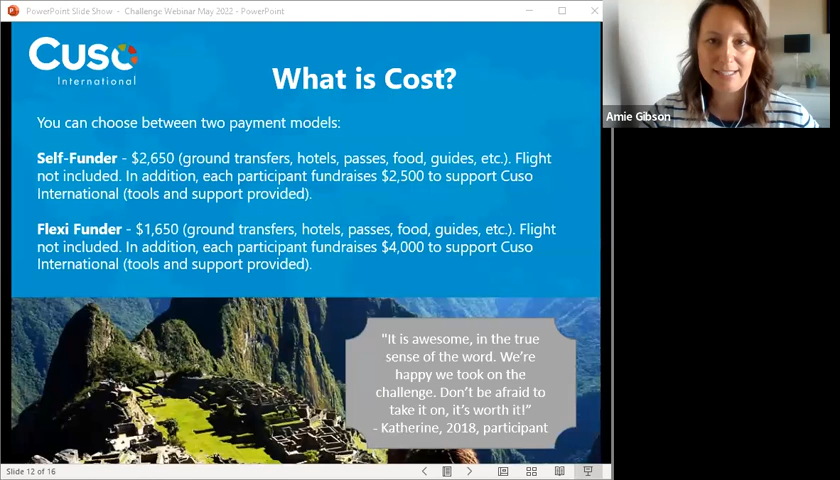 PowerPoint Slide Show - Challenge Webinar May 2022 - PowerPoint
Cuso
International
What is Cost?
You can choose between two payment models:
Self-Funder - $2,650 (ground transfers, hotels, passes, food, guides, etc.). Flight
not included. In addition, each participant fundraises $2,500 to support Cuso
International (tools and support provided).
Flexi Funder - $1,650 (ground transfers, hotels, passes, food, guides, etc.). Flight
not included. In addition, each participant fundraises $4,000 to support Cuso
International (tools and support provided).
"It is awesome, in the true
sense of the word. We’re
happy we took on the
challenge. Don’t be afraid to
take it on, it’s worth it!”
- Katherine, 2018, participant
Slide 12 of 16
Amie Gibson